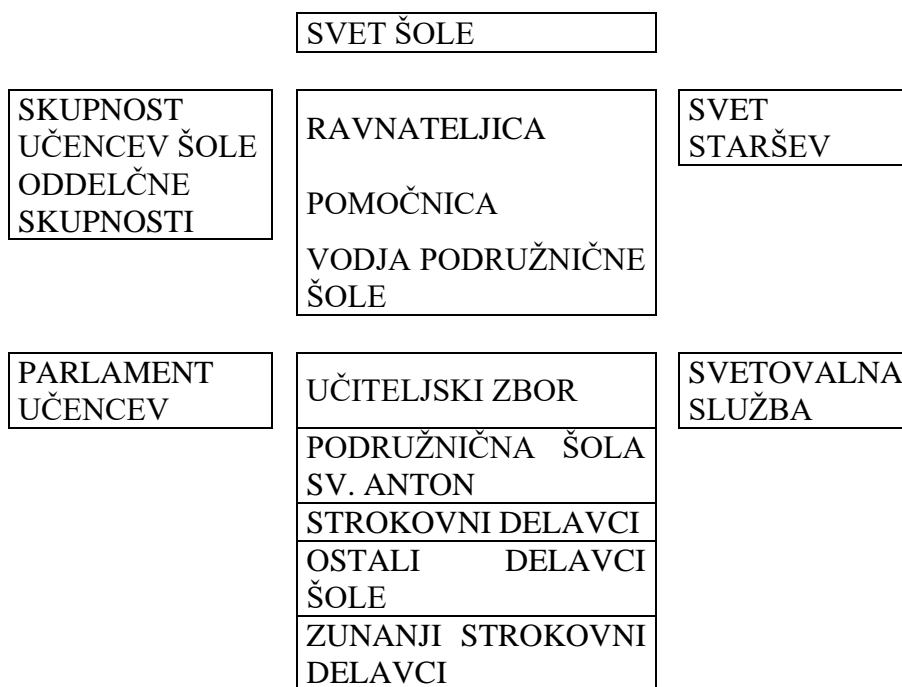 SVET ŠOLE
SKUPNOST
UČENCEV ŠOLE
ODDELČNE
SKUPNOSTI
RAVNATELJICA
POMOČNICA
VODJA PODRUŽNIČNE
ŠOLE
SVET
STARŠEV
PARLAMENT
UČENCEV
UČITELJSKI ZBOR
PODRUŽNIČNA ŠOLA
SV. ANTON
STROKOVNI DELAVCI
OSTALI DELAVCI
ŠOLE
ZUNANJI STROKOVNI
DELAVCI
SVETOVALNA
SLUŽBA